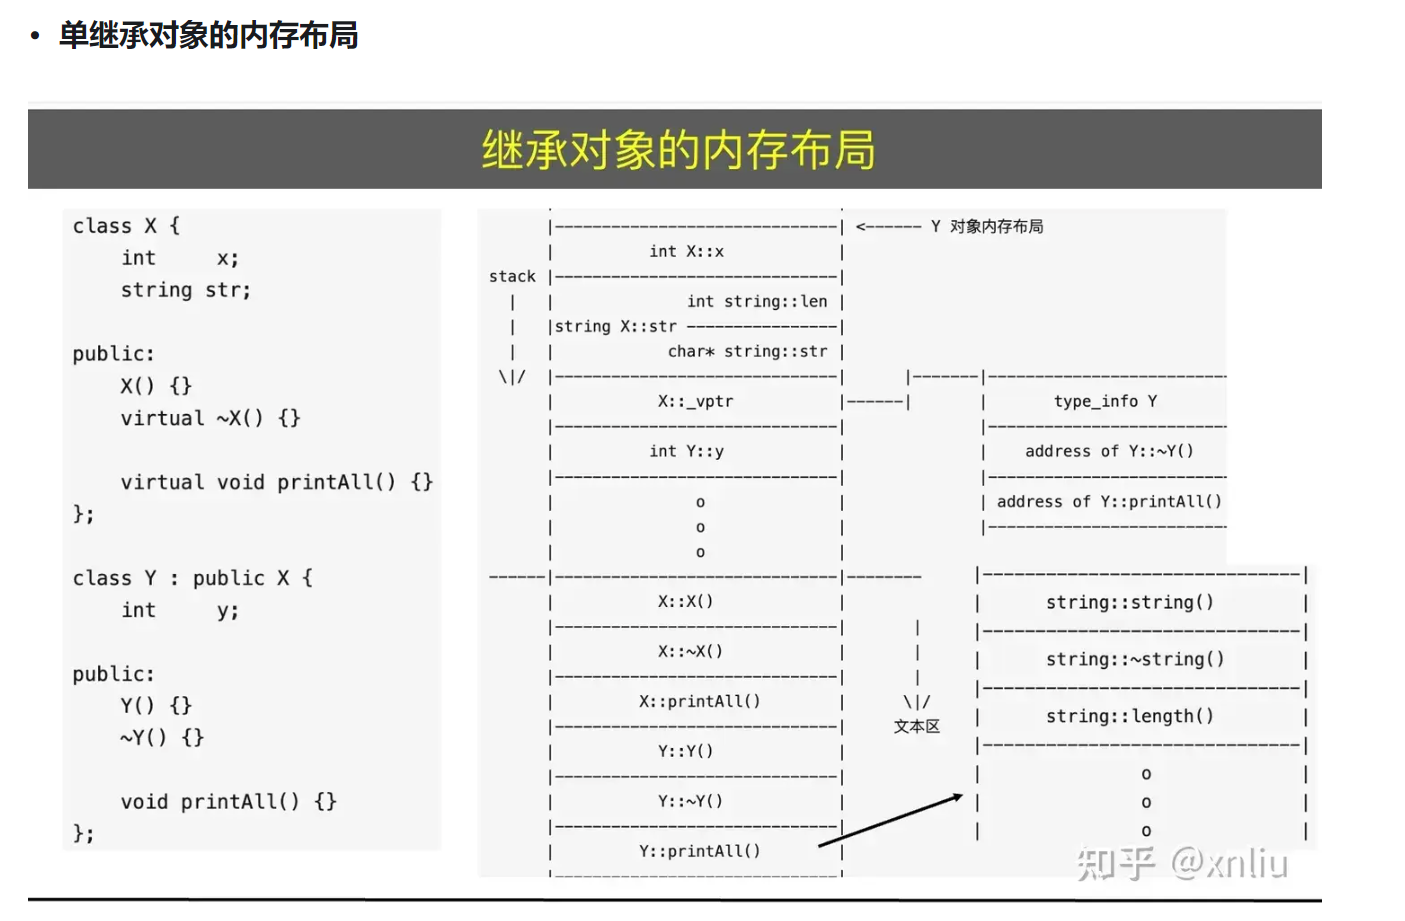 • 单继承对象的内存布局
继承对象的内存布局
class X {
int x;
string str;
public:
X() {}
virtual ~X() {}
virtual void printAll() {}
};
class Y : public X {
int y;
public:
Y() {}
~Y() {}
void printAll() {}
};
<------ Y 对象内存布局
int X::x
stack
int string::len
string X::str
char* string::str
X::_vptr
int Y::y
o
o
o
X::X()
X::~X()
X::printAll()
Y::Y()
Y::~Y()
Y::printAll()
文本区
type_info Y
address of Y::~Y()
address of Y::printAll()
string::string()
string::~string()
string::length()
o
o
o
知乎 @xnliu